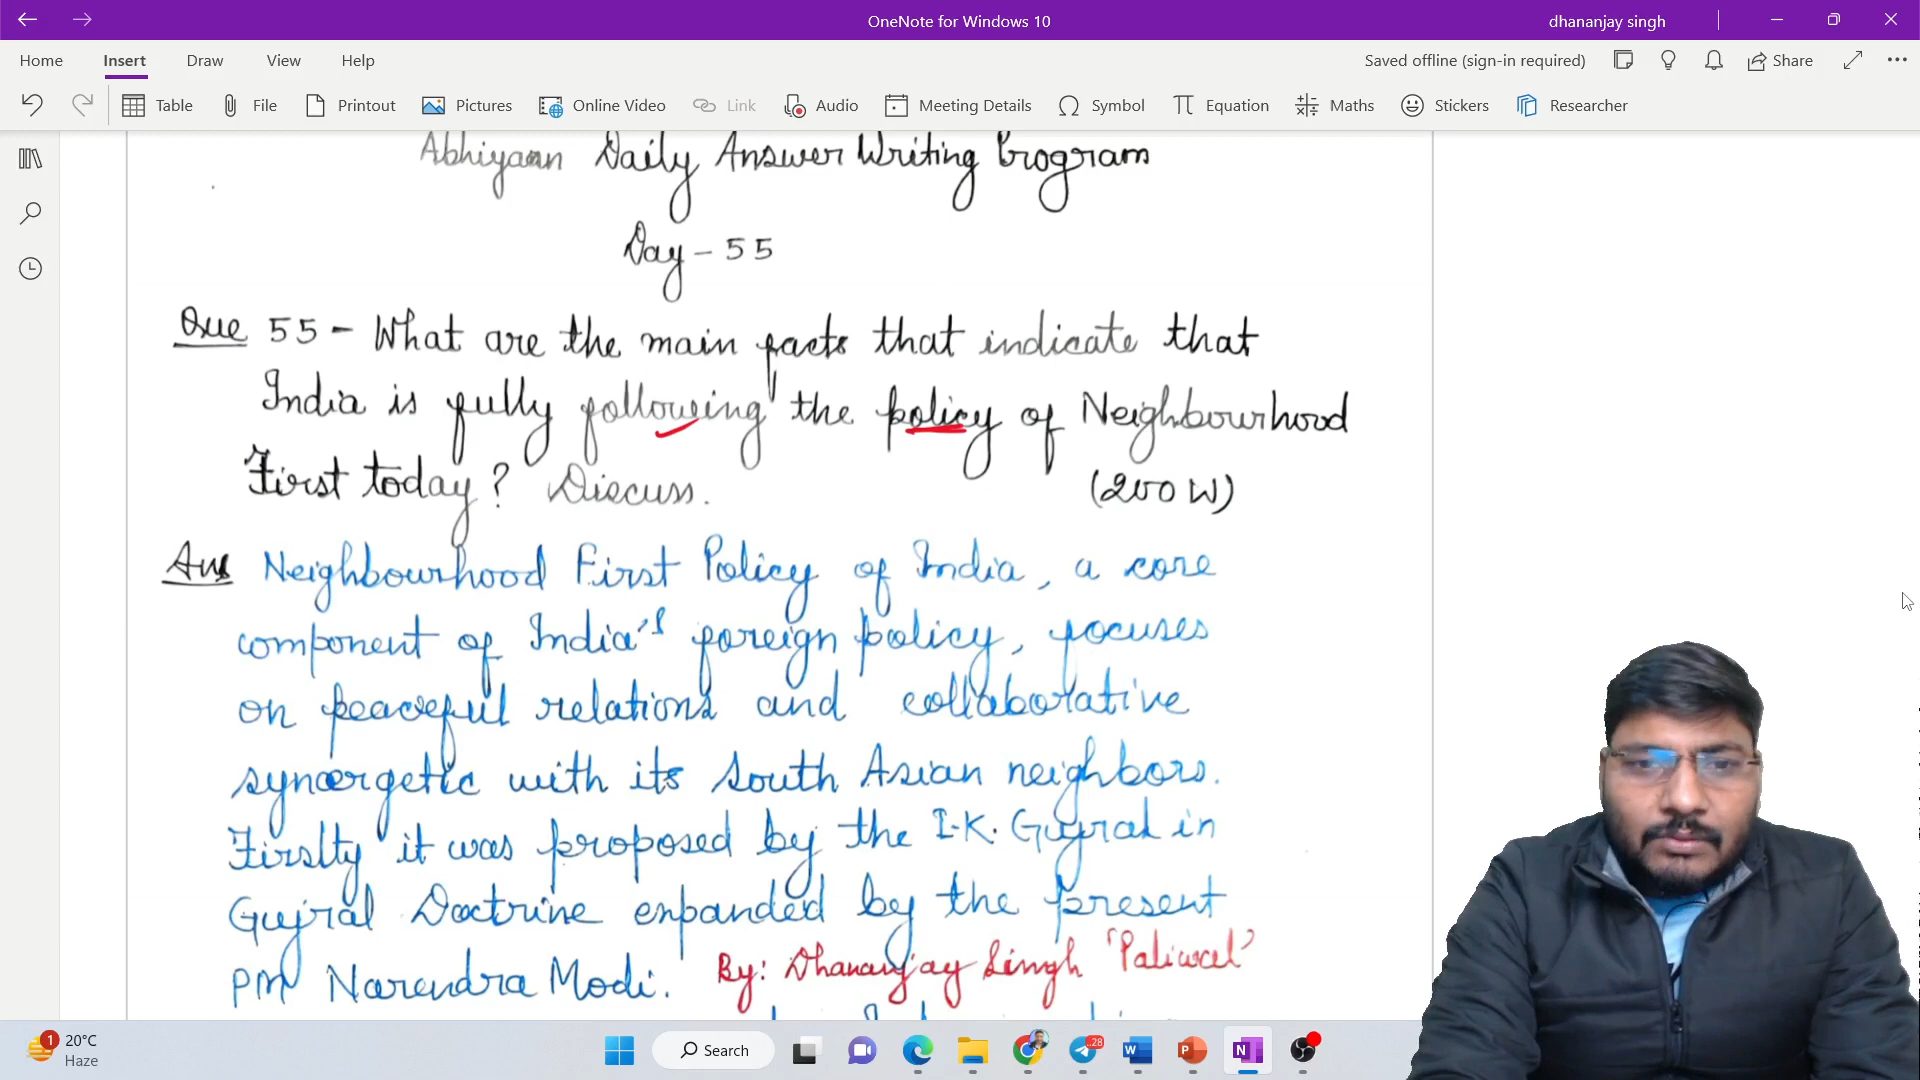 OneNote for Windows 10
dhananjay singh
Home Insert Draw View Help
Saved offline (sign-in required) Share
Table File Printout Pictures Online Video Link Audio Meeting Details Symbol Equation Maths Stickers Researcher
Abhiyaan Daily Answer Writing Program
Day - 55
Que 55 - What are the main facts that indicate that
India is fully following the policy of Neighbourhood
First today? Discuss. (200 W)
Ans Neighbourhood First Policy of India, a core
component of India's foreign policy, focuses
on peaceful relations and collaborative
synergetic with its South Asian neighbors.
Firslty it was proposed by the I.K. Gujral in
Gujral Doctrine expanded by the present
PM Narendra Modi.
By: Dhananjay Singh 'Paliwal'
1
20°C
Haze
Search
28